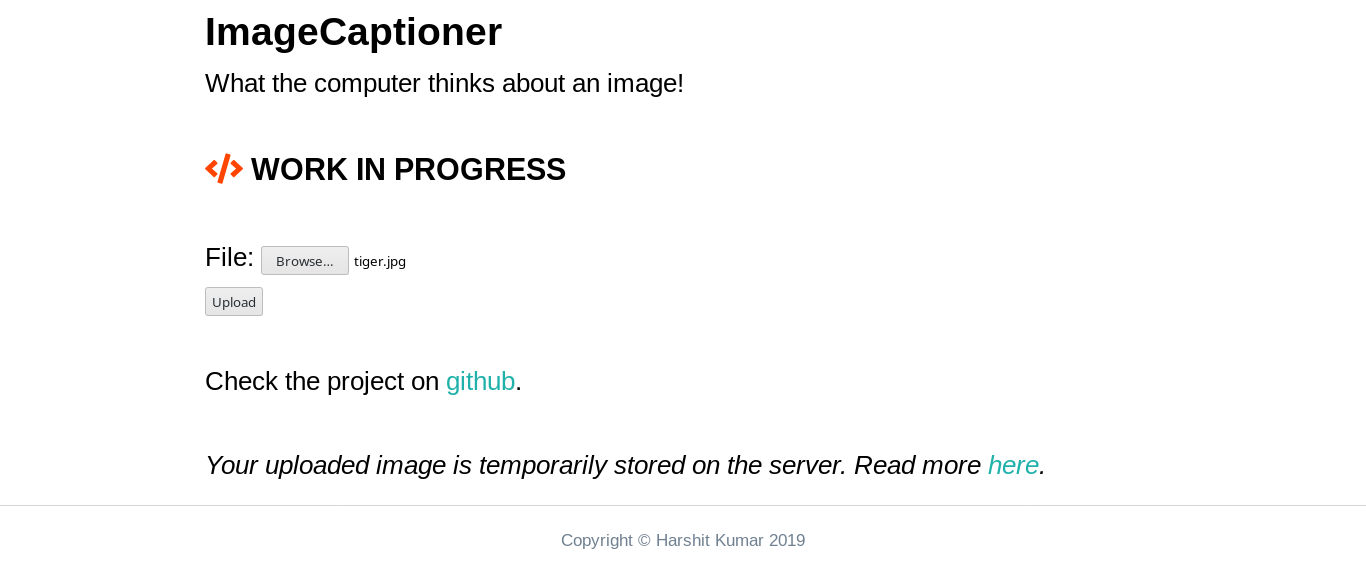 ImageCaptioner
What the computer thinks about an image!
WORK IN PROGRESS
File: Browse... tiger.jpg
Upload
Check the project on github.
Your uploaded image is temporarily stored on the server. Read more here.
Copyright © Harshit Kumar 2019